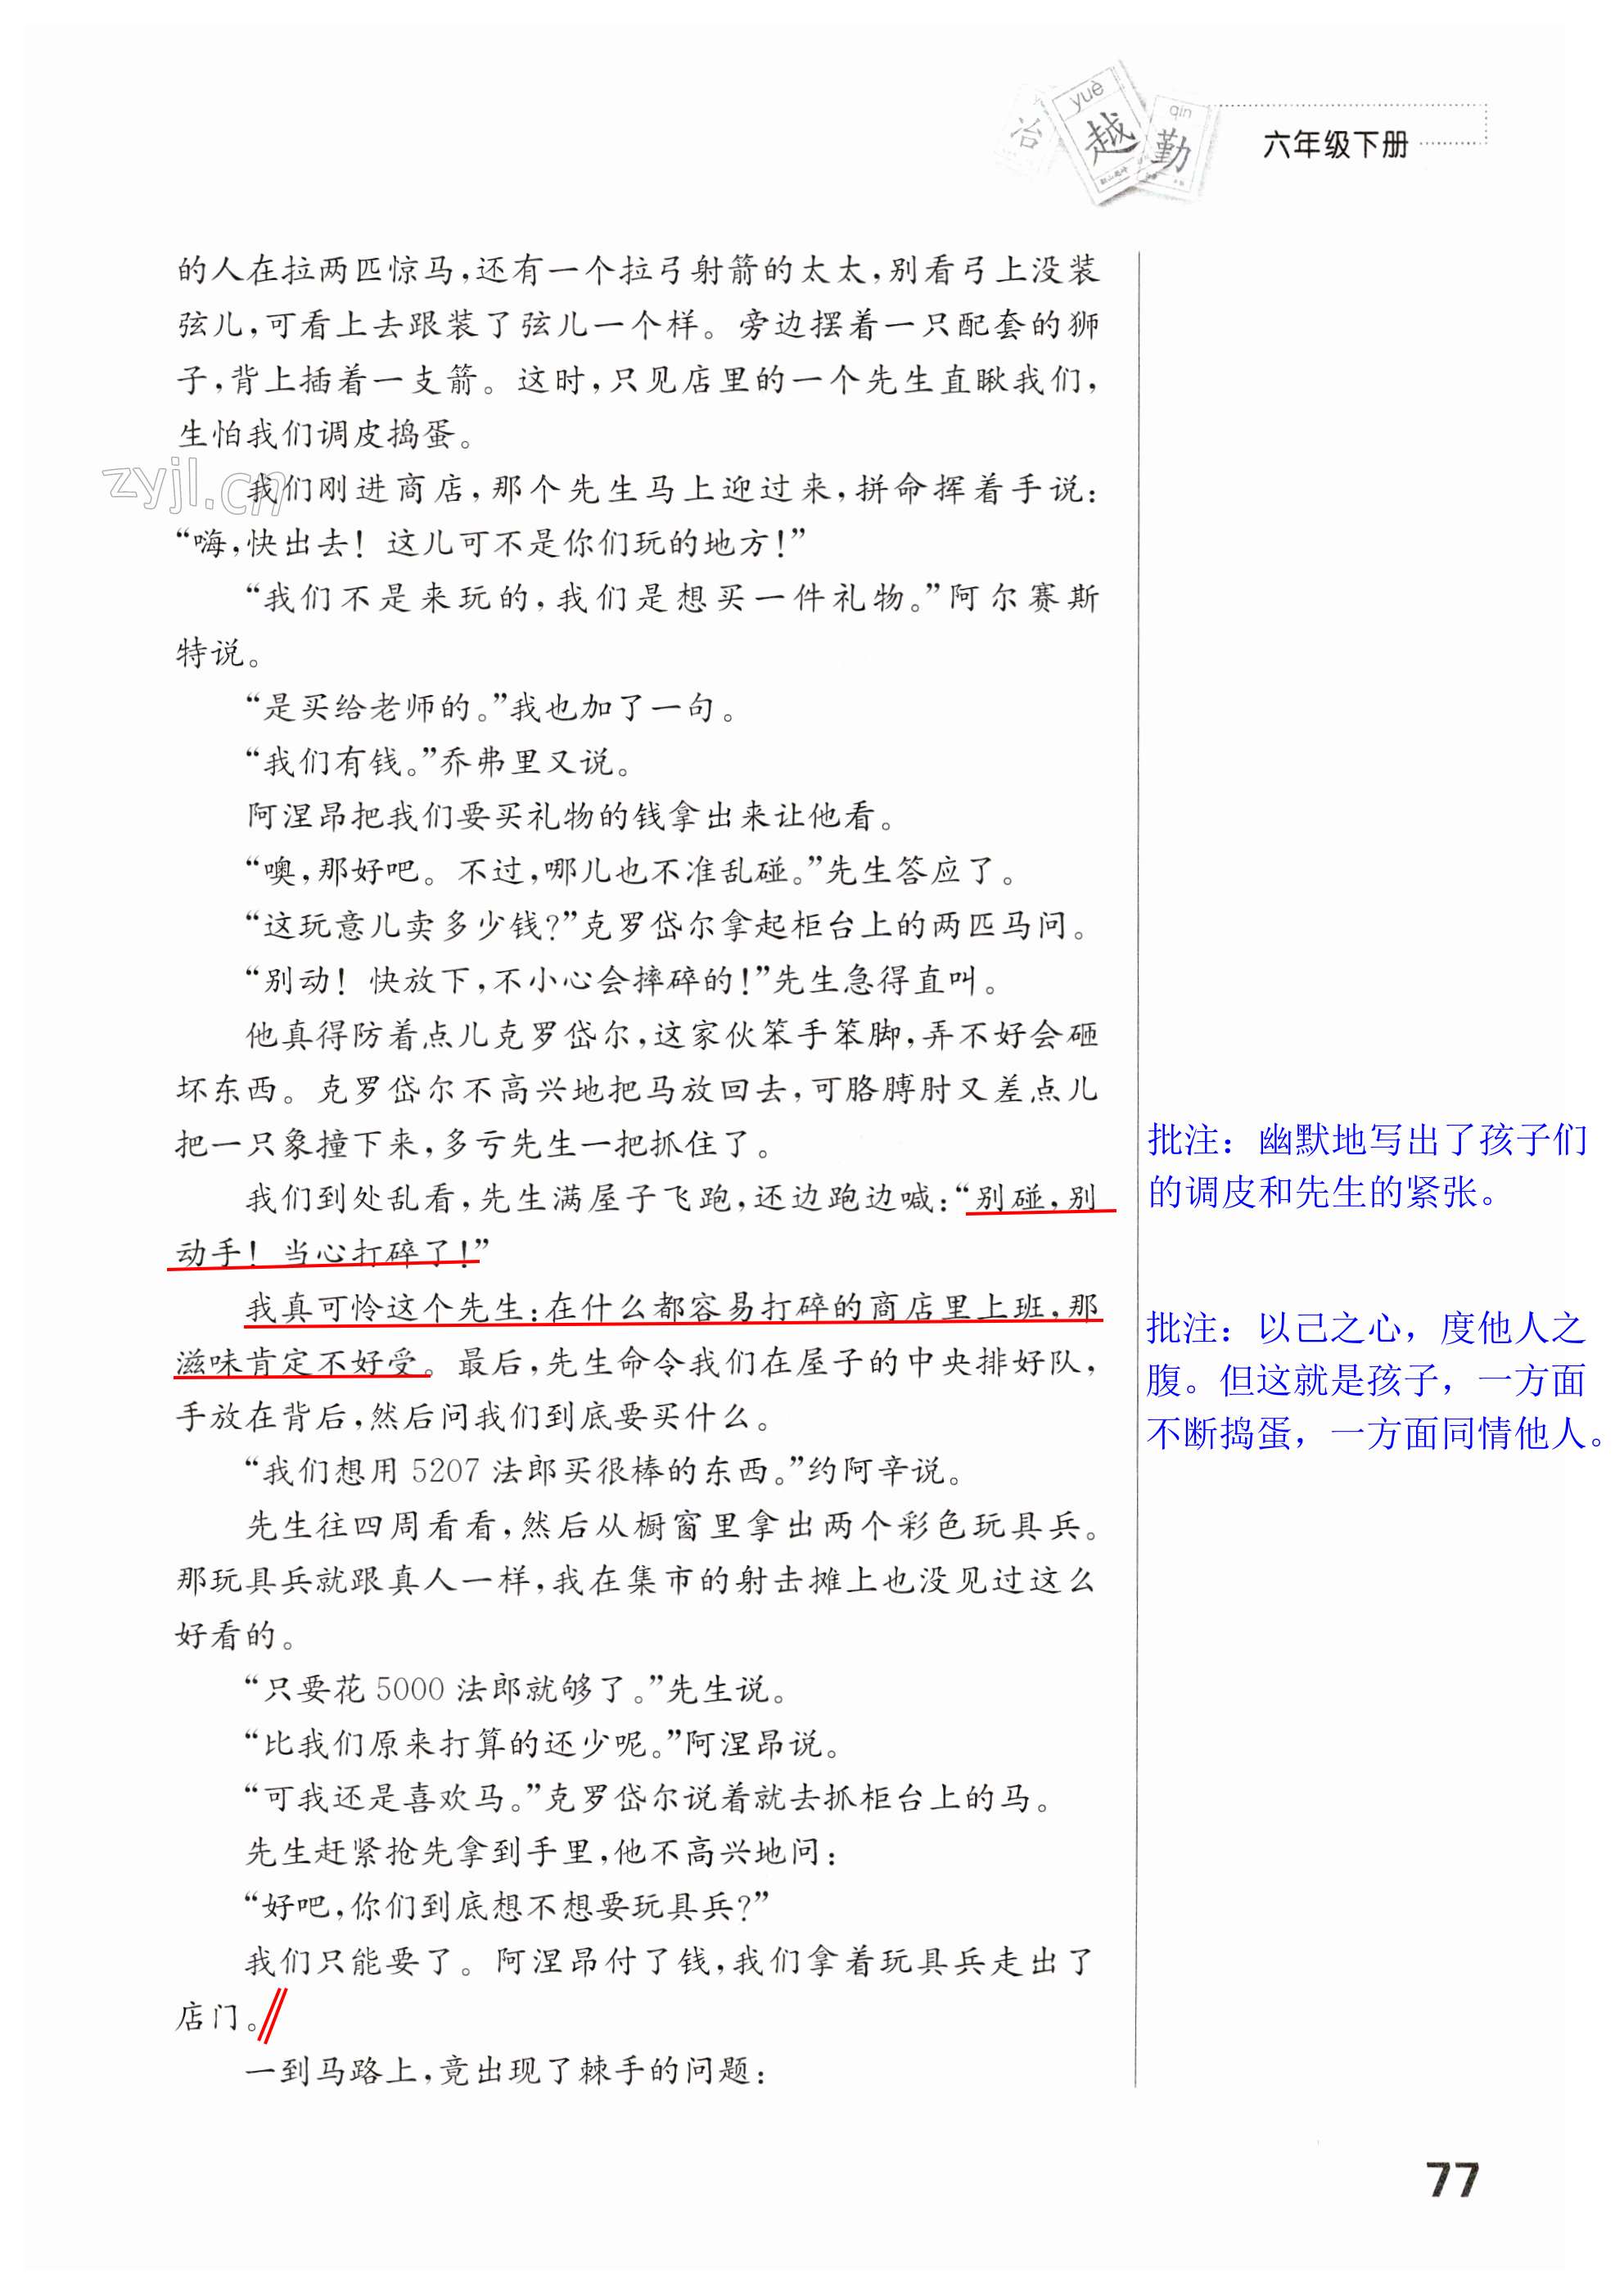 yuè
qín
冶
越
勤
六年级下册
的人在拉两匹惊马,还有一个拉弓射箭的太太,别看弓上没装
弦儿,可看上去跟装了弦儿一个样。旁边摆着一只配套的狮
子,背上插着一支箭。这时,只见店里的一个先生直瞅我们,
生怕我们调皮捣蛋。
zyjl.cn
我们刚进商店,那个先生马上迎过来,拼命挥着手说:
“嗨,快出去! 这儿可不是你们玩的地方!”
“我们不是来玩的,我们是想买一件礼物。”阿尔赛斯
特说。
“是买给老师的。”我也加了一句。
“我们有钱。”乔弗里又说。
阿涅昂把我们要买礼物的钱拿出来让他看。
“噢,那好吧。不过,哪儿也不准乱碰。”先生答应了。
“这玩意儿卖多少钱?”克罗岱尔拿起柜台上的两匹马问。
“别动! 快放下,不小心会摔碎的!”先生急得直叫。
他真得防着点儿克罗岱尔,这家伙笨手笨脚,弄不好会砸
坏东西。克罗岱尔不高兴地把马放回去,可胳膊肘又差点儿
把一只象撞下来,多亏先生一把抓住了。
批注：幽默地写出了孩子们
的调皮和先生的紧张。
我们到处乱看,先生满屋子飞跑,还边跑边喊:“别碰,别
动手! 当心打碎了!”
我真可怜这个先生:在什么都容易打碎的商店里上班,那
滋味肯定不好受。最后,先生命令我们在屋子的中央排好队,
手放在背后,然后问我们到底要买什么。
批注：以己之心，度他人之
腹。但这就是孩子，一方面
不断捣蛋，一方面同情他人。
“我们想用 5207 法郎买很棒的东西。”约阿辛说。
先生往四周看看,然后从橱窗里拿出两个彩色玩具兵。
那玩具兵就跟真人一样,我在集市的射击摊上也没见过这么
好看的。
“只要花 5000 法郎就够了。”先生说。
“比我们原来打算的还少呢。”阿涅昂说。
“可我还是喜欢马。”克罗岱尔说着就去抓柜台上的马。
先生赶紧抢先拿到手里,他不高兴地问:
“好吧,你们到底想不想要玩具兵?”
我们只能要了。阿涅昂付了钱,我们拿着玩具兵走出了
店门。
一到马路上,竟出现了棘手的问题:
77